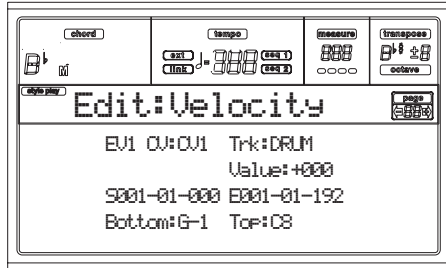 chord tempo measure transpose
ext seq 1
link seq 2
octave
style play Edit:Velocity page
EV1 CV:CV1 Trk:DRUM
Value:+000
S001-01-000 E001-01-192
Bottom:G-1 Top:C8